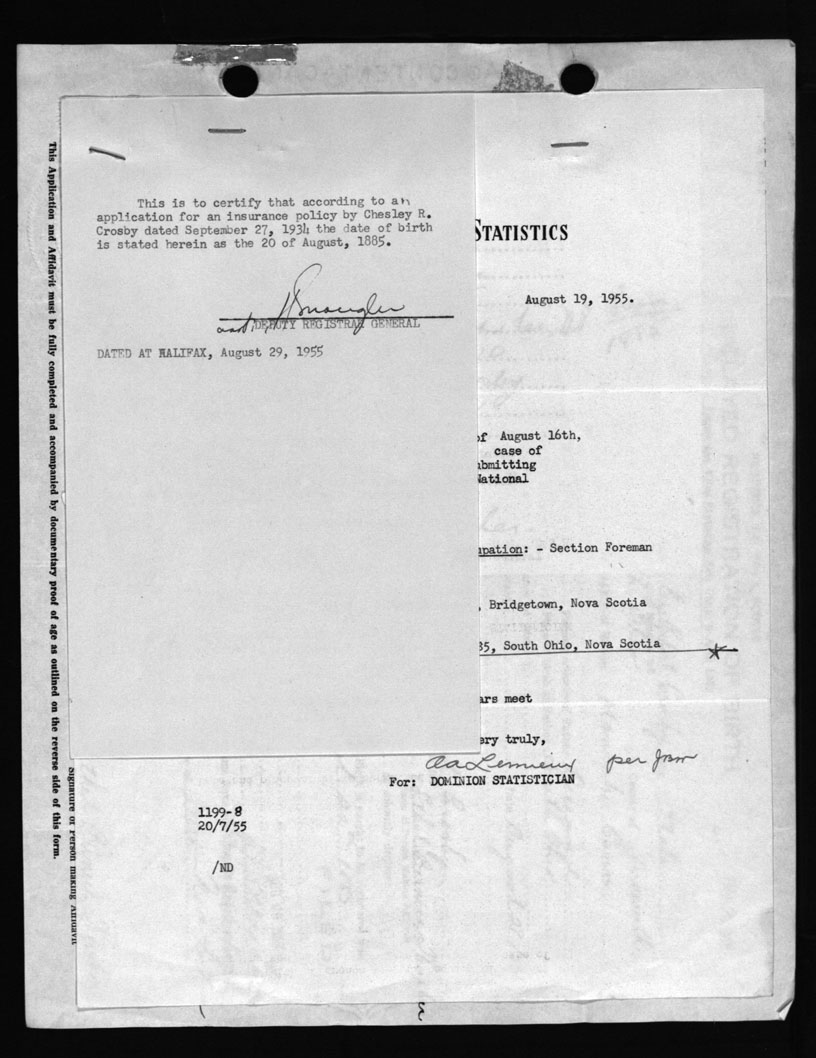 This is to certify that according to an
application for an insurance policy by Chesley R.
Crosby dated September 27, 1934 the date of birth
is stated herein as the 20 of August, 1885.
DEPUTY REGISTRAR GENERAL
DATED AT HALIFAX, August 29, 1955
STATISTICS
August 19, 1955.
of August 16th,
case of
ubmitting
National
upation: - Section Foreman
, Bridgetown, Nova Scotia
85, South Ohio, Nova Scotia
ars meet
ery truly,
per
For: DOMINION STATISTICIAN
1199-8
20/7/55
/ND
This Application and Affidavit must be fully completed and accompanied by documentary proof of age as outlined on the reverse side of this form.
Signature of Person making Affidavit